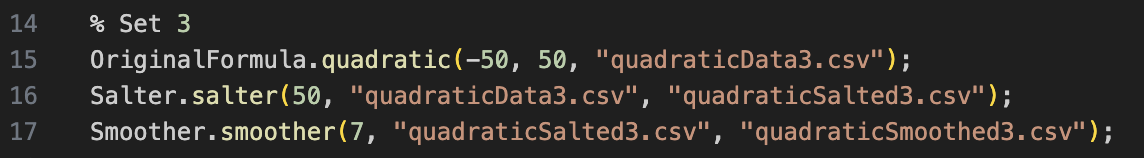 14 % Set 3
15 OriginalFormula.quadratic(-50, 50, "quadraticData3.csv");
16 Salter.salter(50, "quadraticData3.csv", "quadraticSalted3.csv");
17 Smoother.smoother(7, "quadraticSalted3.csv", "quadraticSmoothed3.csv");